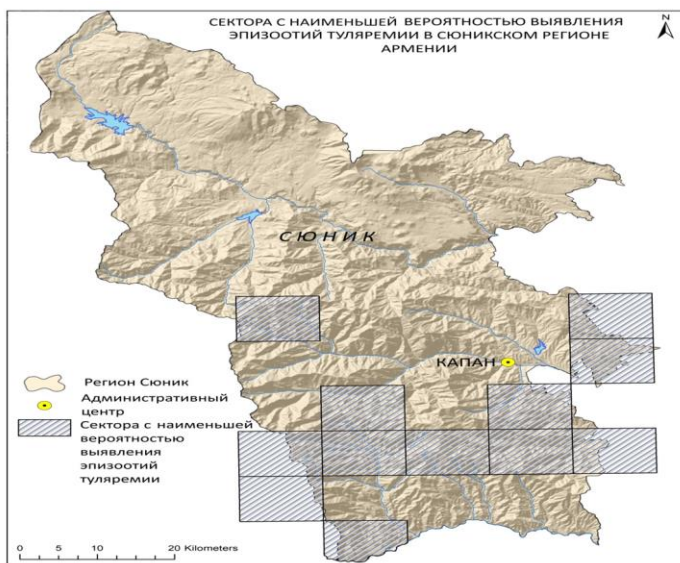 СЕКТОРА С НАИМЕНЬШЕЙ ВЕРОЯТНОСТЬЮ ВЫЯВЛЕНИЯ
ЭПИЗООТИЙ ТУЛЯРЕМИИ В СЮНИКСКОМ РЕГИОНЕ
АРМЕНИИ
N
СЮНИК
КАПАН
Регион Сюник
Административный
центр
Сектора с наименьшей
вероятностью
выявления
эпизоотий
туляремии
0 5 10 20 Kilometers